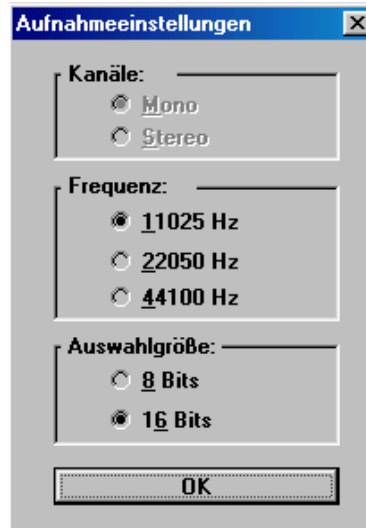 Aufnahmeeinstellungen
Kanäle:
Mono
Stereo
Frequenz:
11025 Hz
22050 Hz
44100 Hz
Auswahlgröße:
8 Bits
16 Bits
OK